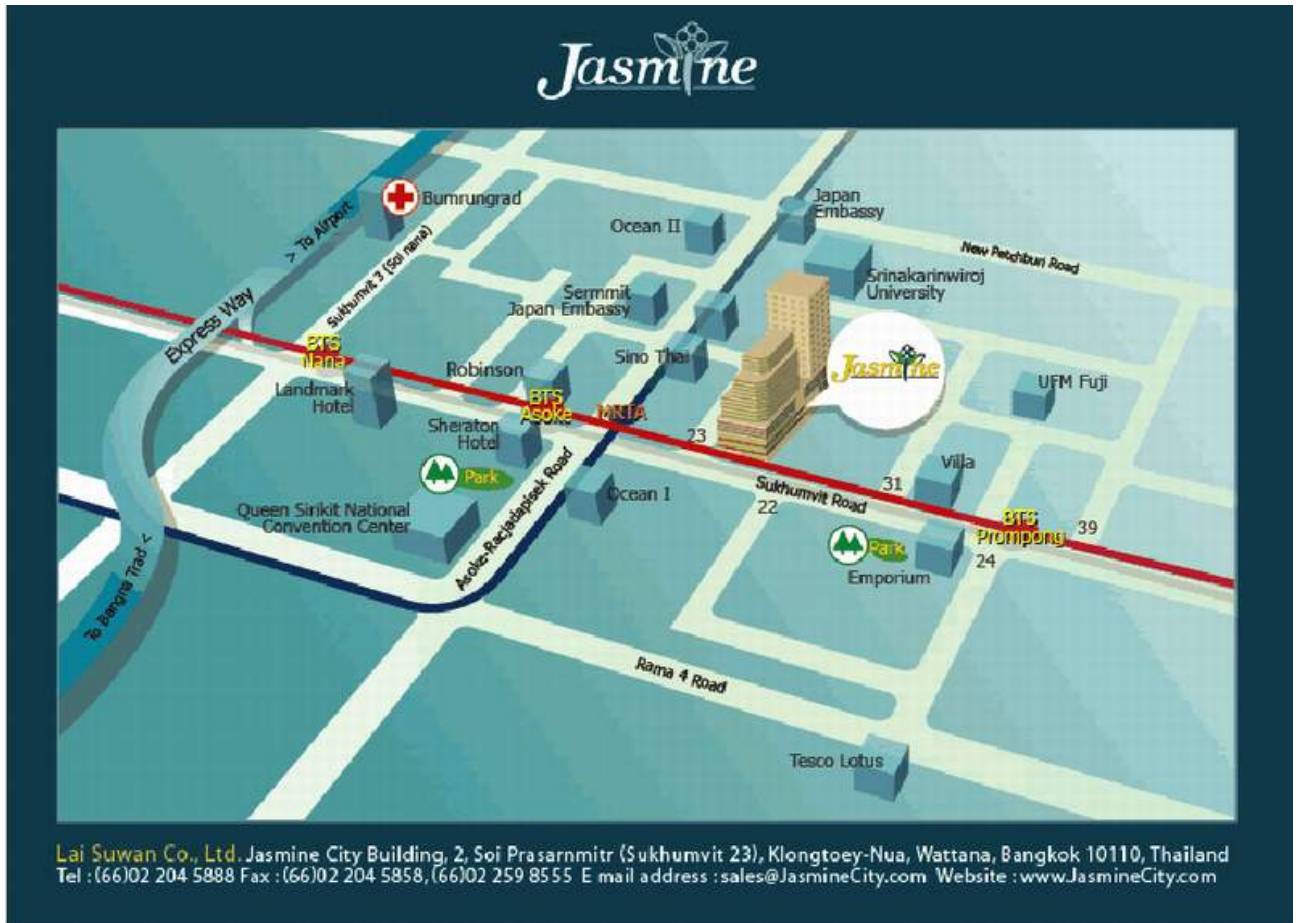 Jasmine
Bumrungrad
> To Airport
Japan
Embassy
Ocean II
Sukhumvit 3 (Soi nana)
New Petchburi Road
Srinakarinwiroj
University
Sermmit
Japan Embassy
Express Way
BTS
Nana
Sino Thai
Jasmine
Robinson
UFM Fuji
Landmark
Hotel
BTS
Asoke
MRTA
Sheraton
Hotel
23
Park
Villa
31
Sukhumvit Road
22
Ocean I
Queen Sirikit National
Convention Center
Asoke-Racjadapisek Road
BTS
Prompong
39
Park
24
Emporium
To Bangna Trad <
Rama 4 Road
Tesco Lotus
Lai Suwan Co., Ltd. Jasmine City Building, 2, Soi Prasarnmitr (Sukhumvit 23), Klongtoey-Nua, Wattana, Bangkok 10110, Thailand
Tel : (66)02 204 5888 Fax : (66)02 204 5858, (66)02 259 8555 E mail address : sales@JasmineCity.com Website : www.JasmineCity.com